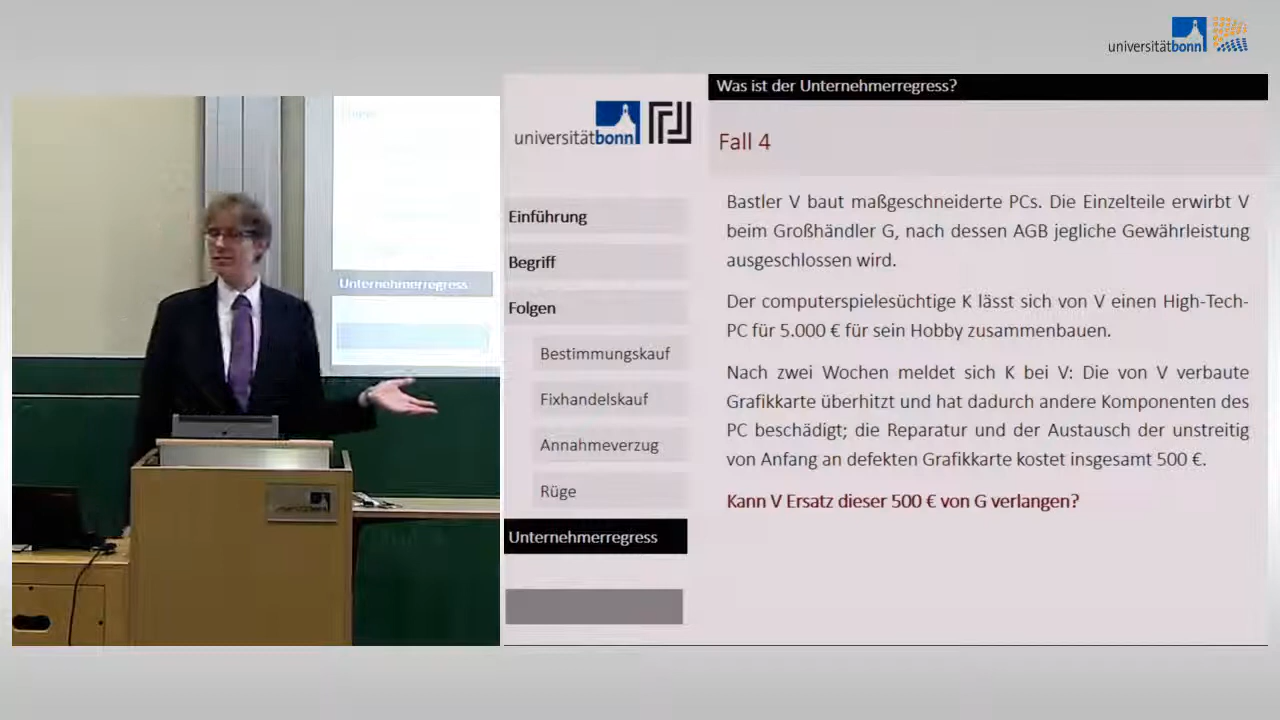 universitätbonn
Was ist der Unternehmerregress?
universitätbonn
Fall 4
Einführung
Begriff
Folgen
Bestimmungskauf
Fixhandelskauf
Annahmeverzug
Rüge
Unternehmerregress
Bastler V baut maßgeschneiderte PCs. Die Einzelteile erwirbt V
beim Großhändler G, nach dessen AGB jegliche Gewährleistung
ausgeschlossen wird.
Der computerspielesüchtige K lässt sich von V einen High-Tech-
PC für 5.000 € für sein Hobby zusammenbauen.
Nach zwei Wochen meldet sich K bei V: Die von V verbaute
Grafikkarte überhitzt und hat dadurch andere Komponenten des
PC beschädigt; die Reparatur und der Austausch der unstreitig
von Anfang an defekten Grafikkarte kostet insgesamt 500 €.
Kann V Ersatz dieser 500 € von G verlangen?
Unternehmerregress